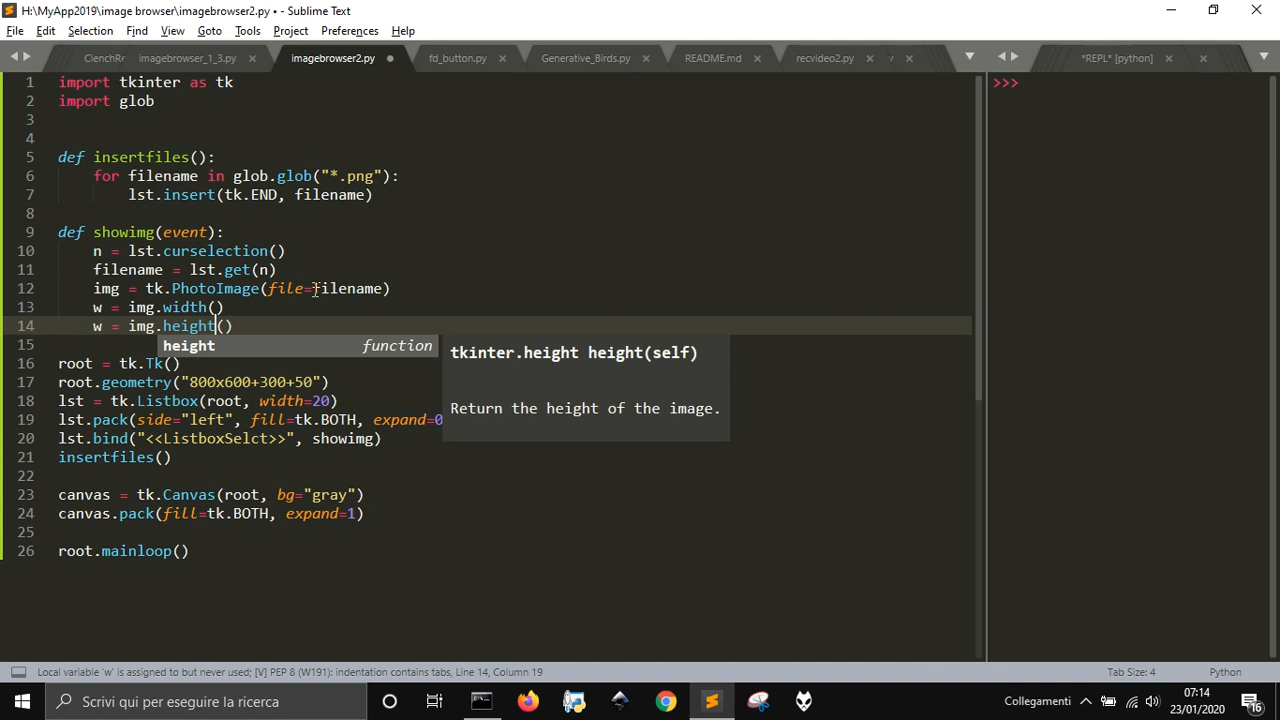 H:\MyApp2019\image browser\imagebrowser2.py • - Sublime Text
File Edit Selection Find View Goto Tools Project Preferences Help
ClenchRe imagebrowser_1_3.py imagebrowser2.py fd_button.py Generative_Birds.py README.md recvideo2.py *REPL* [python]
1 import tkinter as tk
2 import glob
3
4
5 def insertfiles():
6 for filename in glob.glob("*.png"):
7 lst.insert(tk.END, filename)
8
9 def showimg(event):
10 n = lst.curselection()
11 filename = lst.get(n)
12 img = tk.PhotoImage(file=filename)
13 w = img.width()
14 w = img.height()
15
16 root = tk.Tk()
17 root.geometry("800x600+300+50")
18 lst = tk.Listbox(root, width=20)
19 lst.pack(side="left", fill=tk.BOTH, expand=0
20 lst.bind("<<ListboxSelct>>", showimg)
21 insertfiles()
22
23 canvas = tk.Canvas(root, bg="gray")
24 canvas.pack(fill=tk.BOTH, expand=1)
25
26 root.mainloop()
height function
tkinter.height height(self)
Return the height of the image.
>>>
Local variable 'w' is assigned to but never used; [V] PEP 8 (W191): indentation contains tabs, Line 14, Column 19 Tab Size: 4 Python
Scrivi qui per eseguire la ricerca Collegamenti 07:14
23/01/2020 16